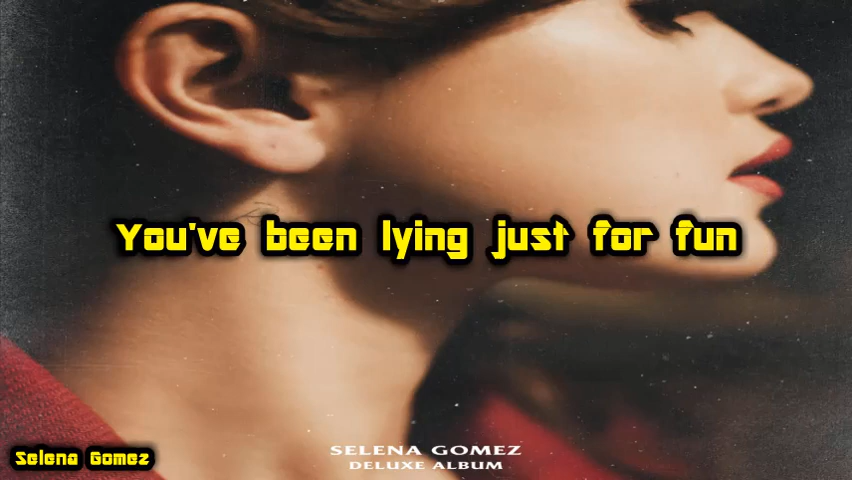 You've been lying just for fun
SELENA GOMEZ
DELUXE ALBUM
Selena Gomez